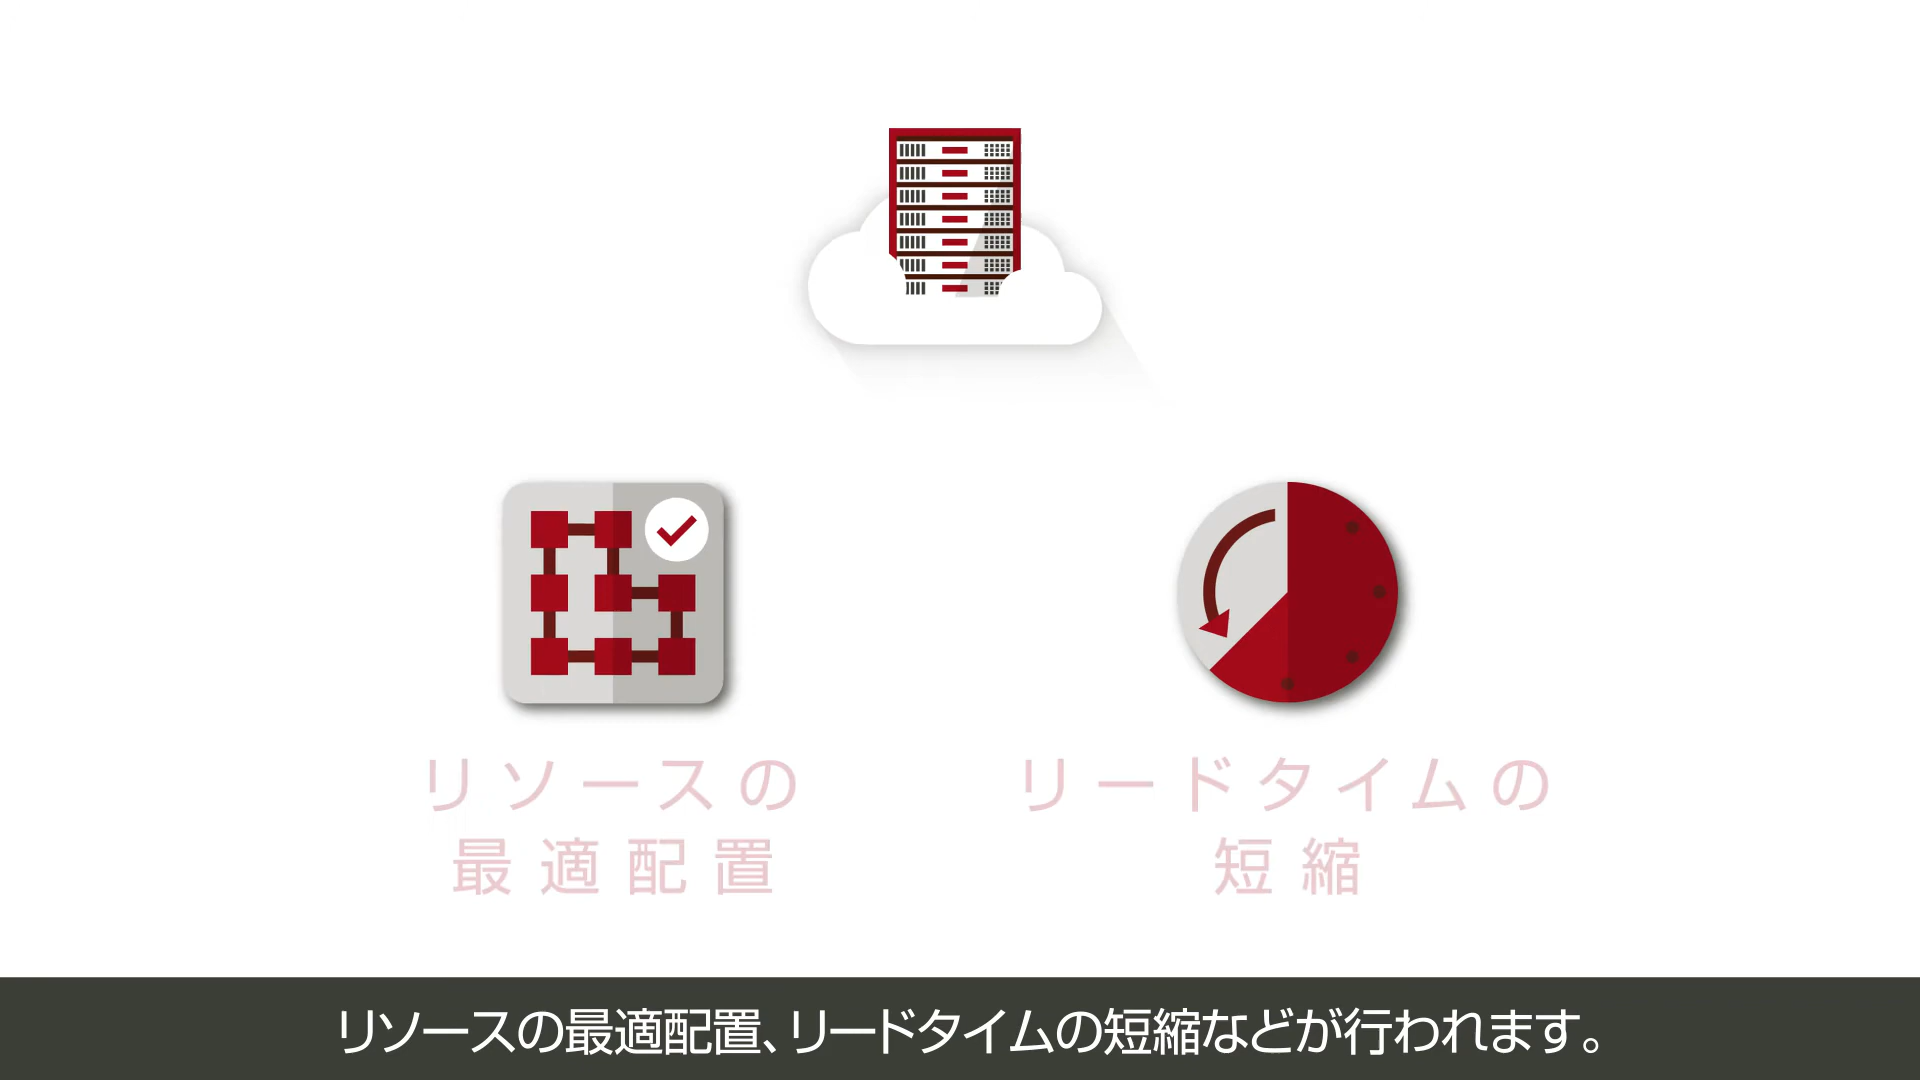 リソースの
最適配置
リードタイムの
短縮
リソースの最適配置、リードタイムの短縮などが行われます。